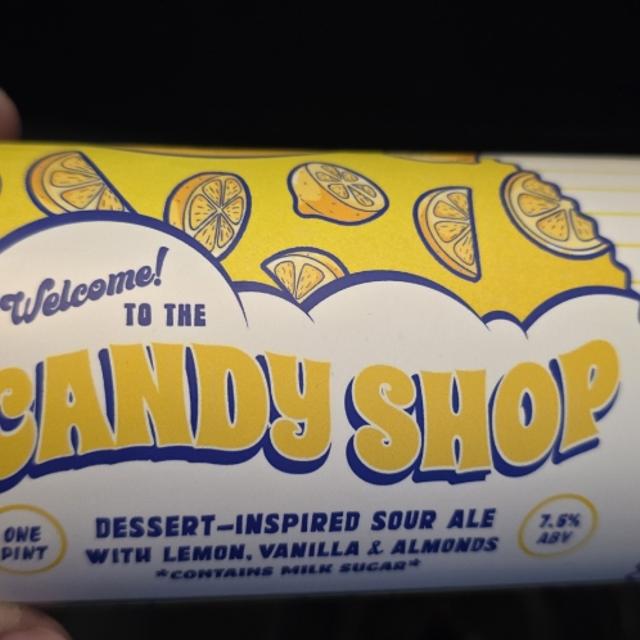 Welcome!
TO THE
CANDY SHOP
DESSERT-INSPIRED SOUR ALE
WITH LEMON, VANILLA & ALMONDS
*CONTAINS MILK SUGAR*
ONE
PINT
7.5%
ABV